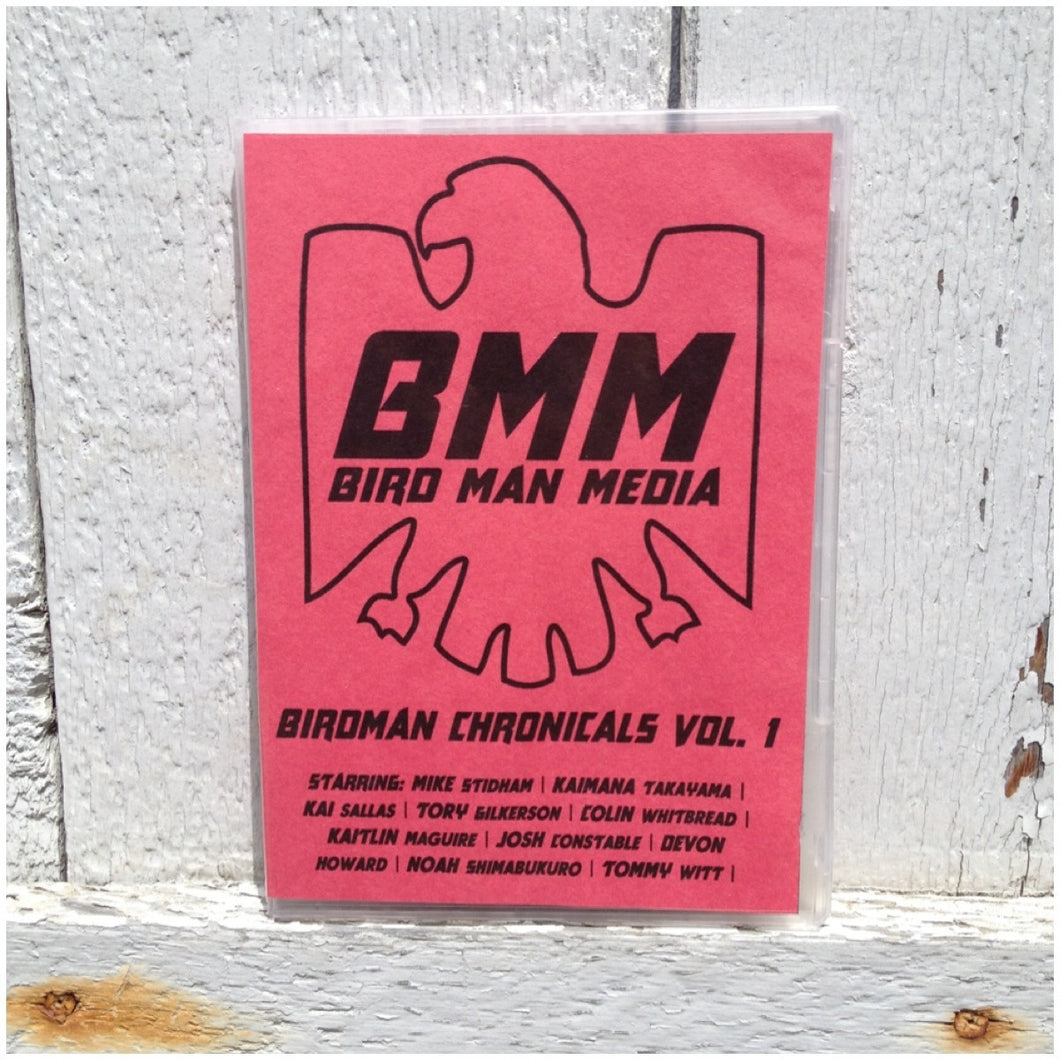 BMM
BIRD MAN MEDIA
BIRDMAN CHRONICALS VOL. 1
STARRING: MIKE STIDHAM | KAIMANA TAKAYAMA |
KAI SALLAS | TORY GILKERSON | COLIN WHITBREAD |
KAITLIN MAGUIRE | JOSH CONSTABLE | DEVON
HOWARD | NOAH SHIMABUKURO | TOMMY WITT |